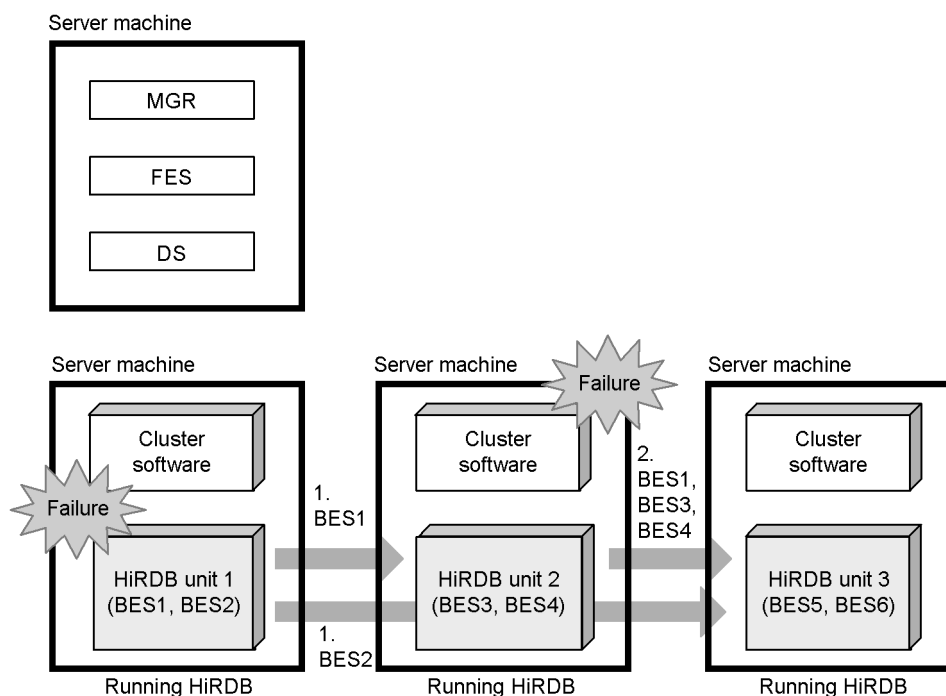 Server machine
MGR
FES
DS
Server machine
Server machine
Server machine
Failure
Cluster
software
Cluster
software
Cluster
software
Failure
1.
BES1
2.
BES1,
BES3,
BES4
HiRDB unit 1
(BES1, BES2)
HiRDB unit 2
(BES3, BES4)
HiRDB unit 3
(BES5, BES6)
1.
BES2
Running HiRDB
Running HiRDB
Running HiRDB